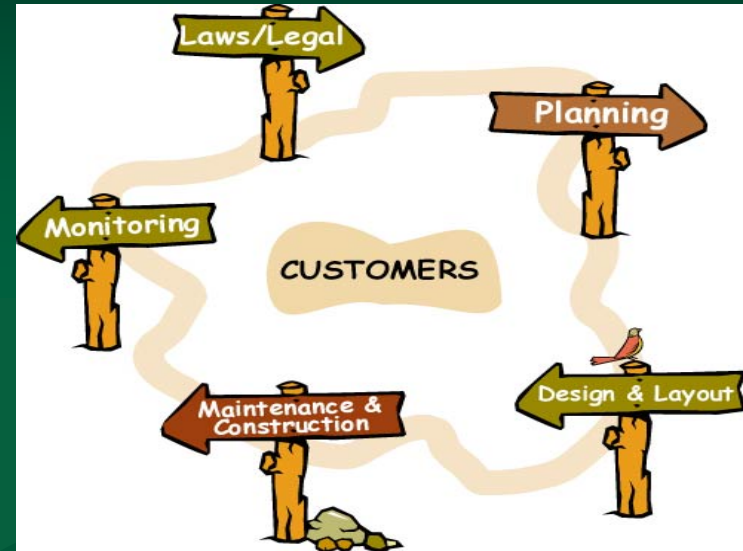 Laws/Legal
Planning
Monitoring
CUSTOMERS
Design & Layout
Maintenance &
Construction